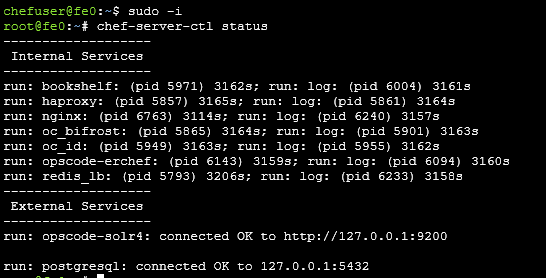 chefuser@fe0:~$ sudo -i
root@fe0:~# chef-server-ctl status
-------------------
 Internal Services
-------------------
run: bookshelf: (pid 5971) 3162s; run: log: (pid 6004) 3161s
run: haproxy: (pid 5857) 3165s; run: log: (pid 5861) 3164s
run: nginx: (pid 6763) 3114s; run: log: (pid 6240) 3157s
run: oc_bifrost: (pid 5865) 3164s; run: log: (pid 5901) 3163s
run: oc_id: (pid 5949) 3163s; run: log: (pid 5955) 3162s
run: opscode-erchef: (pid 6143) 3159s; run: log: (pid 6094) 3160s
run: redis_lb: (pid 5793) 3206s; run: log: (pid 6233) 3158s
-------------------
 External Services
-------------------
run: opscode-solr4: connected OK to http://127.0.0.1:9200
run: postgresql: connected OK to 127.0.0.1:5432